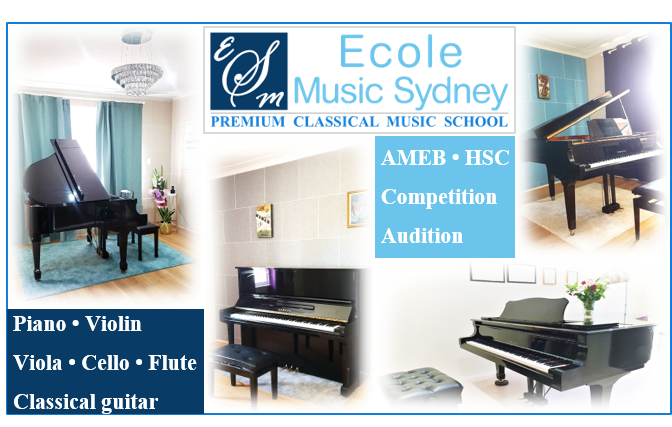 ESm
Ecole
Music Sydney
PREMIUM CLASSICAL MUSIC SCHOOL
AMEB • HSC
Competition
Audition
Piano • Violin
Viola • Cello • Flute
Classical guitar